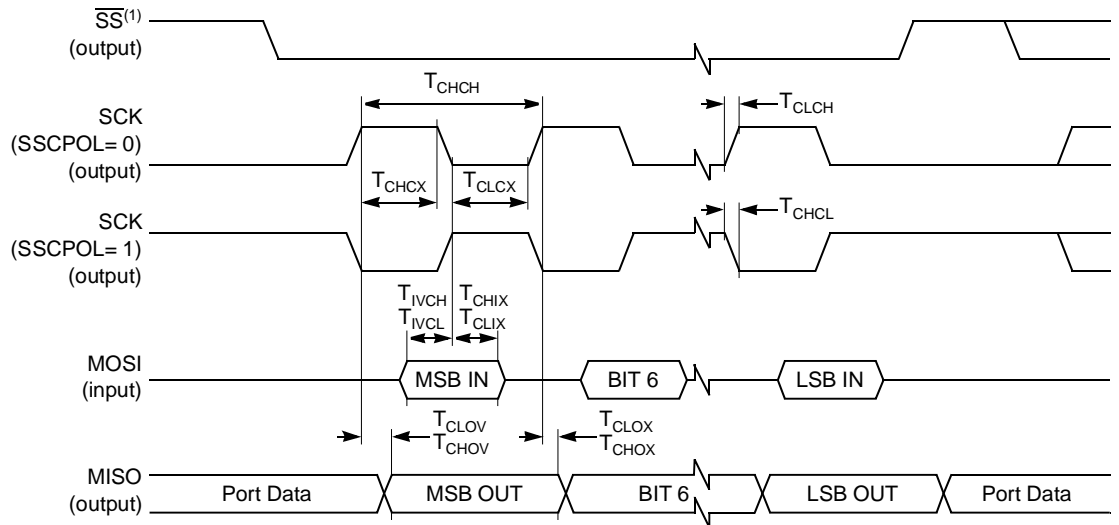 SS(1)
(output)
TCHCH
TCLCH
SCK
(SSCPOL= 0)
(output)
TCHCX
TCLCX
TCHCL
SCK
(SSCPOL= 1)
(output)
TIVCH
TIVCL
TCHIX
TCLIX
MOSI
(input)
MSB IN
BIT 6
LSB IN
TCLOV
TCHOV
TCLOX
TCHOX
MISO
(output)
Port Data
MSB OUT
BIT 6
LSB OUT
Port Data